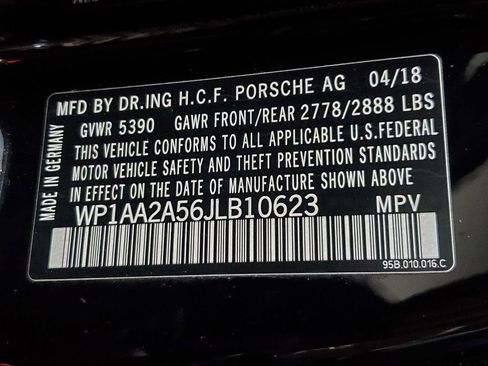 MFD BY DR.ING H.C.F. PORSCHE AG 04/18
GVWR 5390 GAWR FRONT/REAR 2778/2888 LBS
THIS VEHICLE CONFORMS TO ALL APPLICABLE U.S.FEDERAL
MOTOR VEHICLE SAFETY AND THEFT PREVENTION STANDARDS
IN EFFECT ON THE DATE OF MANUFACTURE SHOWN ABOVE
WP1AA2A56JLB10623 MPV
MADE IN GERMANY
95B.010.016.C